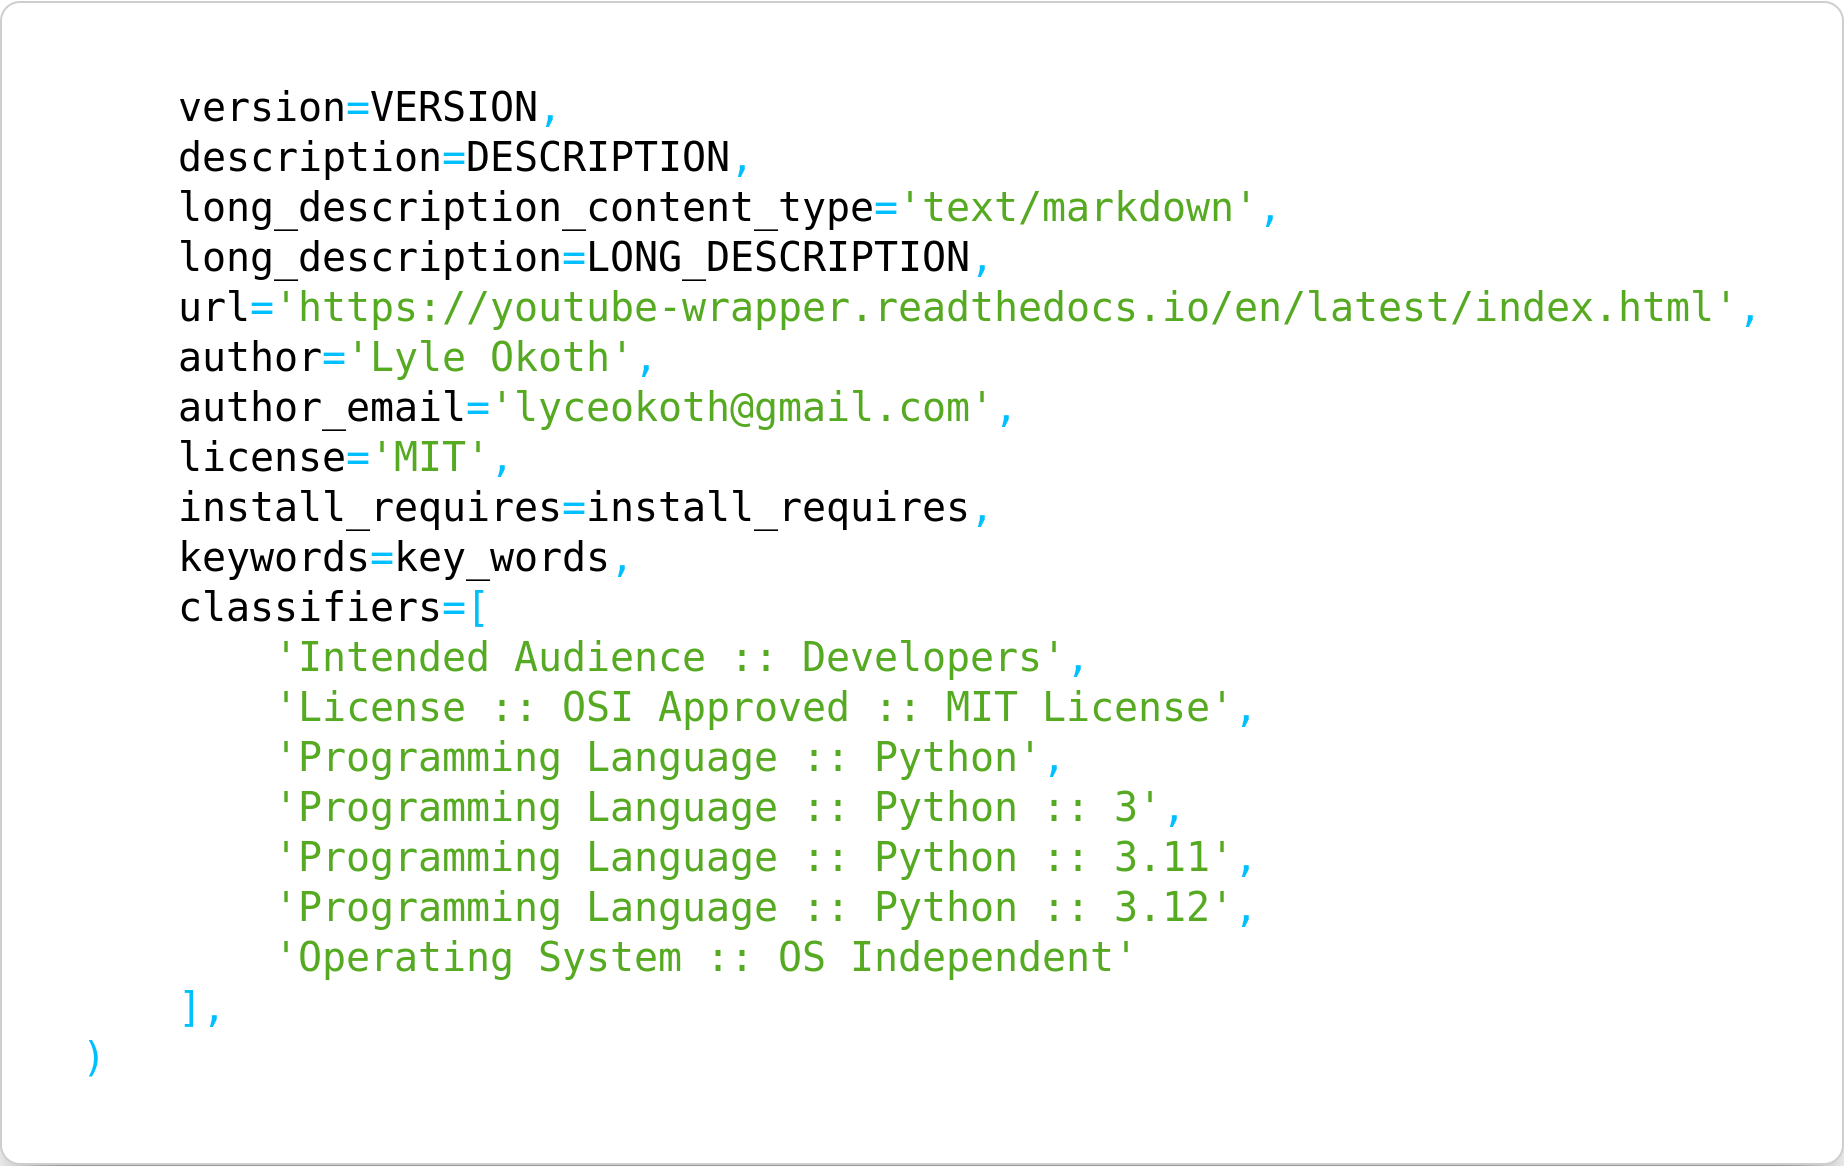 version=VERSION,
    description=DESCRIPTION,
    long_description_content_type='text/markdown',
    long_description=LONG_DESCRIPTION,
    url='https://youtube-wrapper.readthedocs.io/en/latest/index.html',
    author='Lyle Okoth',
    author_email='lyceokoth@gmail.com',
    license='MIT',
    install_requires=install_requires,
    keywords=key_words,
    classifiers=[
        'Intended Audience :: Developers',
        'License :: OSI Approved :: MIT License',
        'Programming Language :: Python',
        'Programming Language :: Python :: 3',
        'Programming Language :: Python :: 3.11',
        'Programming Language :: Python :: 3.12',
        'Operating System :: OS Independent'
    ],
)